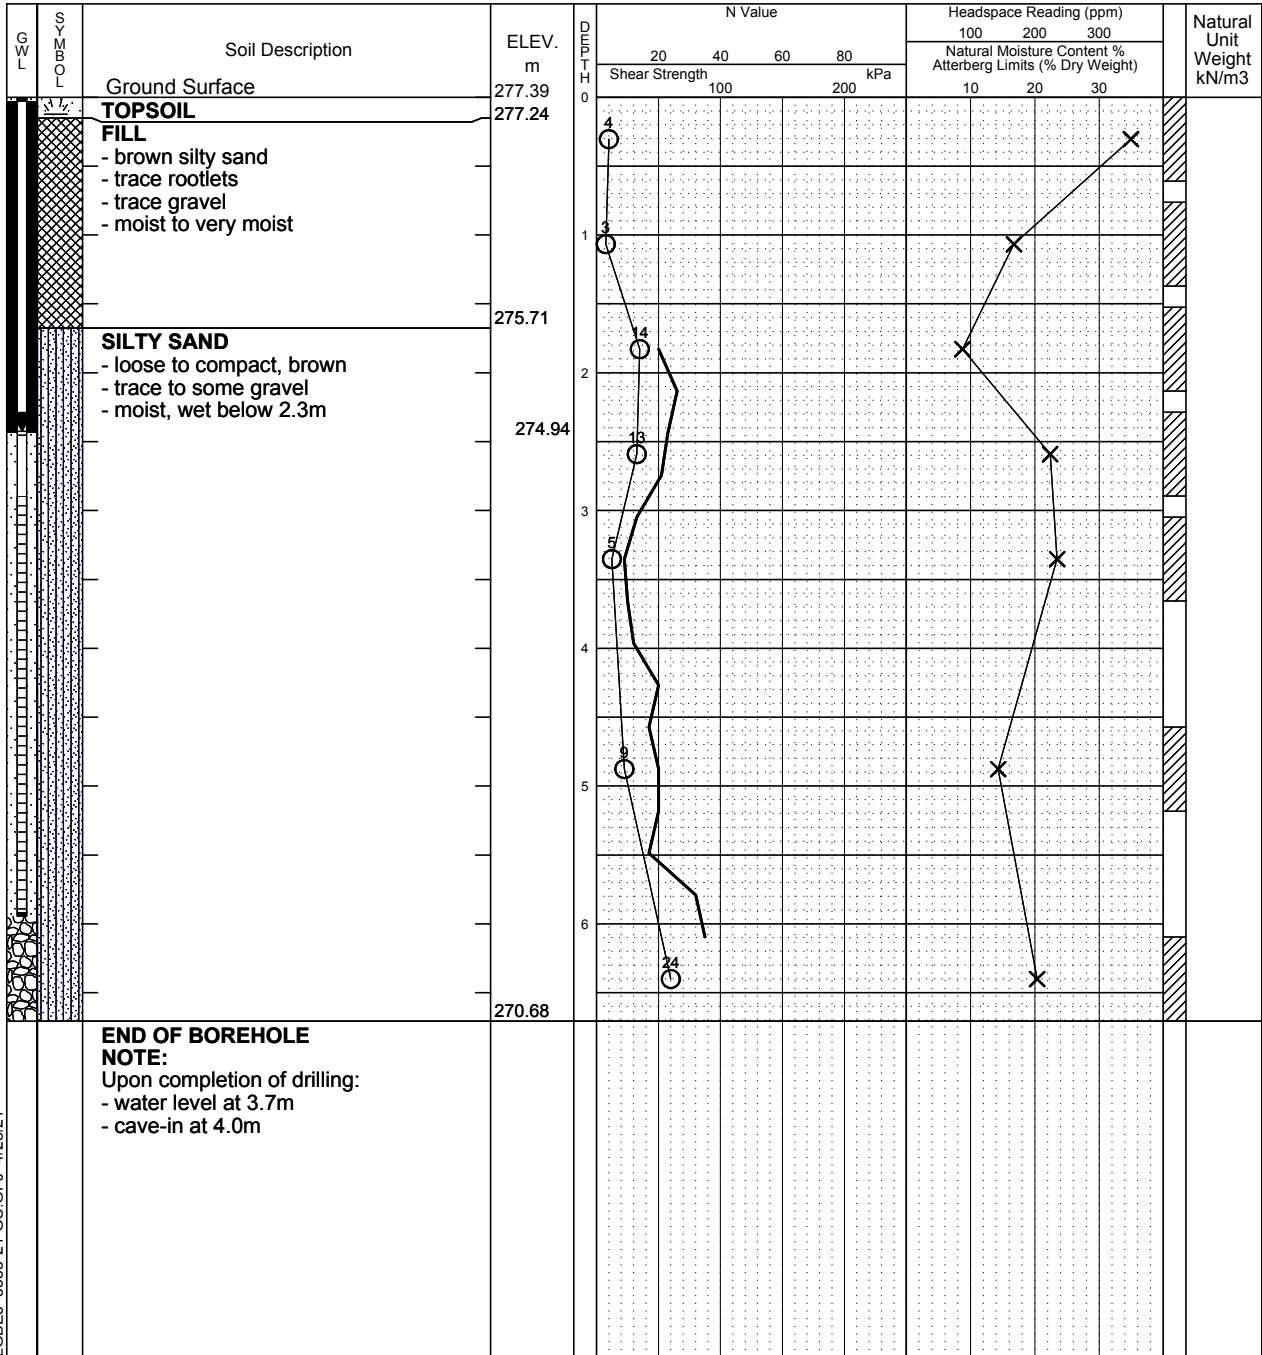 GWL
SYMBOL
Soil Description
Ground Surface
ELEV.
m
277.39
DEPTH
0
N Value
20 40 60 80
Shear Strength kPa
100 200
Headspace Reading (ppm)
100 200 300
Natural Moisture Content %
Atterberg Limits (% Dry Weight)
10 20 30
Natural
Unit
Weight
kN/m3
TOPSOIL
277.24
FILL
- brown silty sand
- trace rootlets
- trace gravel
- moist to very moist
4
1
3
275.71
SILTY SAND
- loose to compact, brown
- trace to some gravel
- moist, wet below 2.3m
14
2
274.94
13
3
5
4
9
5
6
24
270.68
END OF BOREHOLE
NOTE:
Upon completion of drilling:
- water level at 3.7m
- cave-in at 4.0m